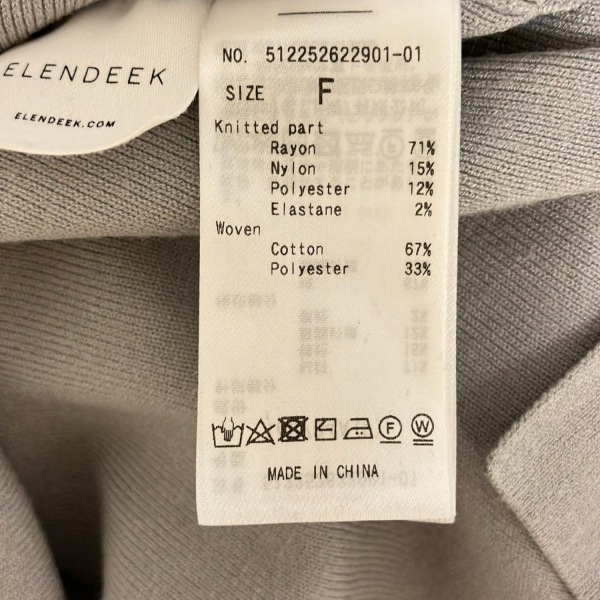 ELENDEEK
ELENDEEK.COM
NO. 512252622901-01
SIZE F
Knitted part
Rayon 71%
Nylon 15%
Polyester 12%
Elastane 2%
Woven
Cotton 67%
Polyester 33%
F W
MADE IN CHINA